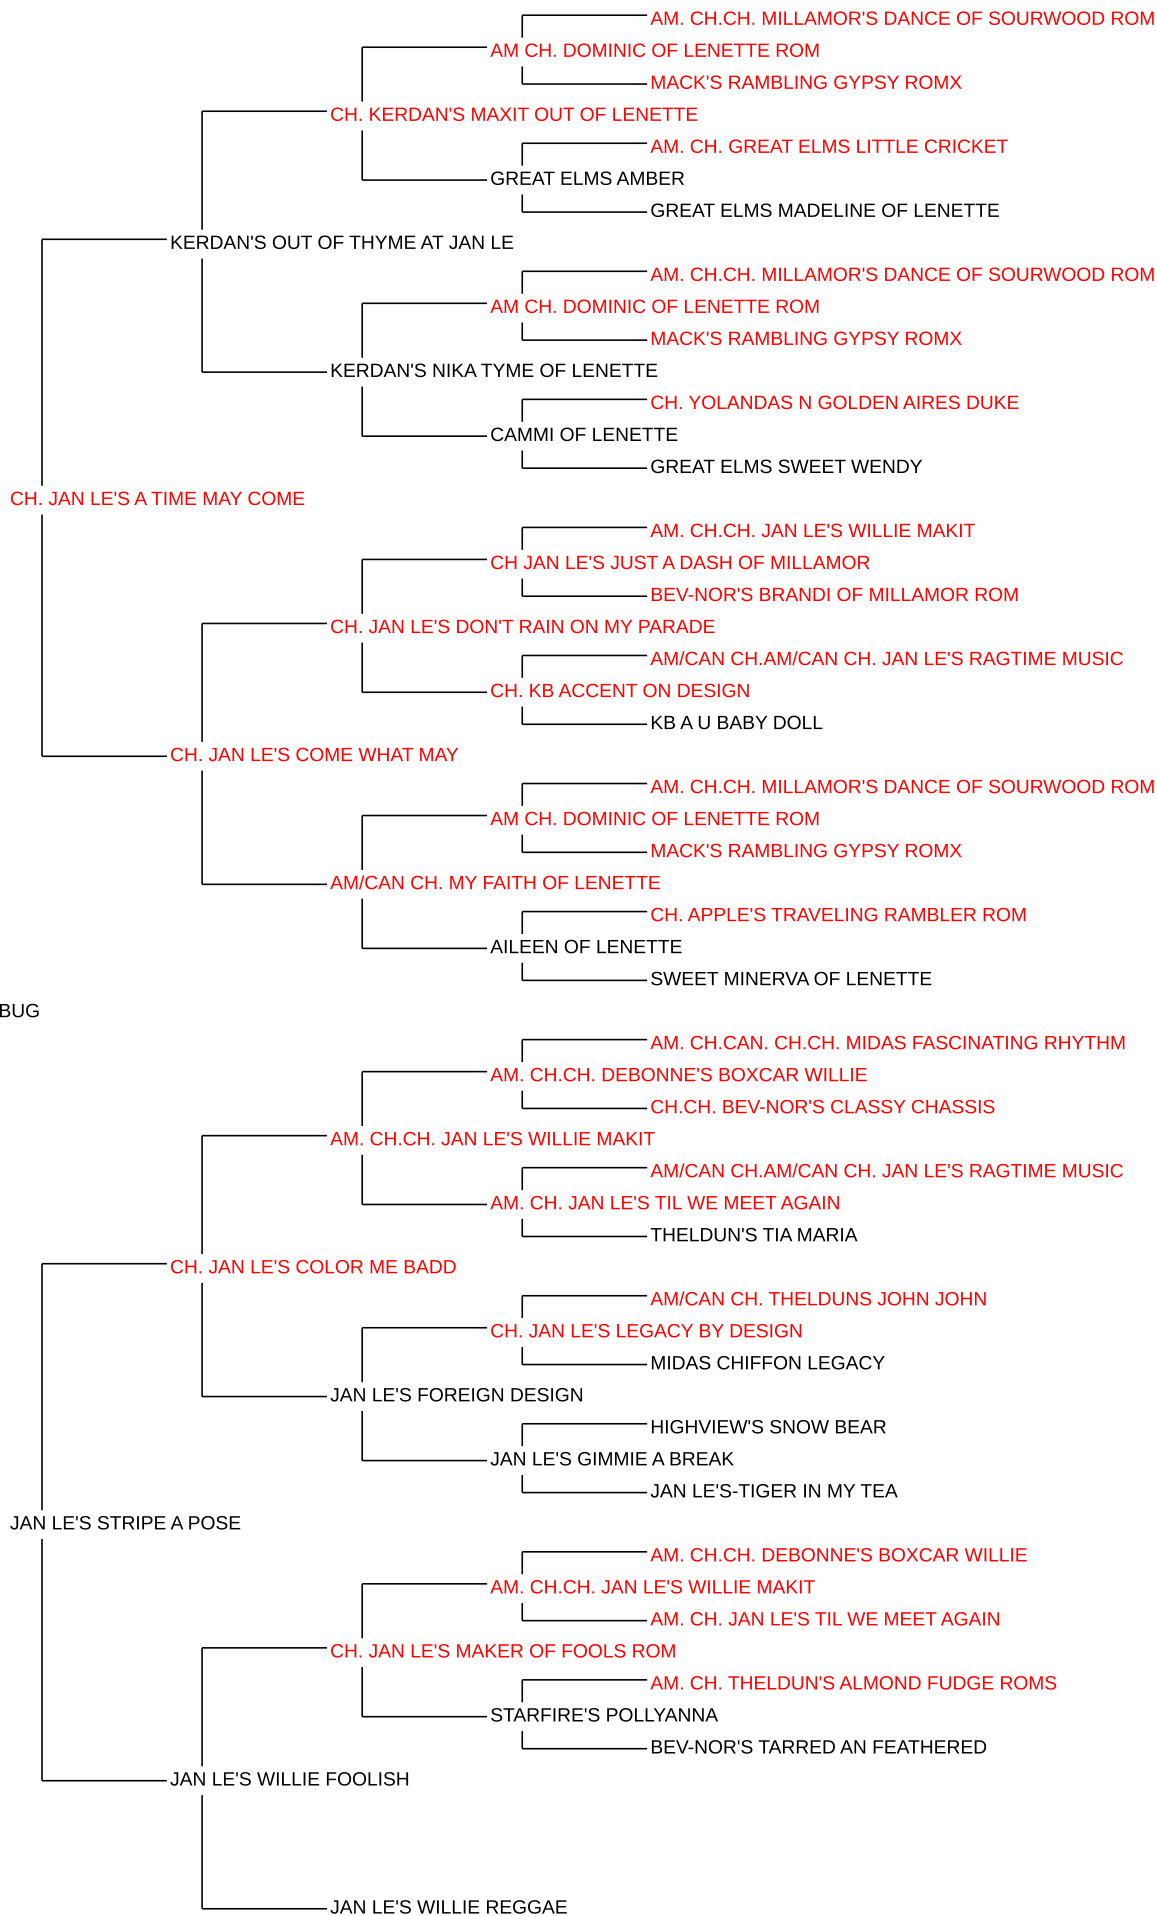 AM. CH.CH. MILLAMOR'S DANCE OF SOURWOOD ROM
AM CH. DOMINIC OF LENETTE ROM
MACK'S RAMBLING GYPSY ROMX
CH. KERDAN'S MAXIT OUT OF LENETTE
AM. CH. GREAT ELMS LITTLE CRICKET
GREAT ELMS AMBER
GREAT ELMS MADELINE OF LENETTE
KERDAN'S OUT OF THYME AT JAN LE
AM. CH.CH. MILLAMOR'S DANCE OF SOURWOOD ROM
AM CH. DOMINIC OF LENETTE ROM
MACK'S RAMBLING GYPSY ROMX
KERDAN'S NIKA TYME OF LENETTE
CH. YOLANDAS N GOLDEN AIRES DUKE
CAMMI OF LENETTE
GREAT ELMS SWEET WENDY
CH. JAN LE'S A TIME MAY COME
AM. CH.CH. JAN LE'S WILLIE MAKIT
CH JAN LE'S JUST A DASH OF MILLAMOR
BEV-NOR'S BRANDI OF MILLAMOR ROM
CH. JAN LE'S DON'T RAIN ON MY PARADE
AM/CAN CH.AM/CAN CH. JAN LE'S RAGTIME MUSIC
CH. KB ACCENT ON DESIGN
KB A U BABY DOLL
CH. JAN LE'S COME WHAT MAY
AM. CH.CH. MILLAMOR'S DANCE OF SOURWOOD ROM
AM CH. DOMINIC OF LENETTE ROM
MACK'S RAMBLING GYPSY ROMX
AM/CAN CH. MY FAITH OF LENETTE
CH. APPLE'S TRAVELING RAMBLER ROM
AILEEN OF LENETTE
SWEET MINERVA OF LENETTE
BUG
AM. CH.CAN. CH.CH. MIDAS FASCINATING RHYTHM
AM. CH.CH. DEBONNE'S BOXCAR WILLIE
CH.CH. BEV-NOR'S CLASSY CHASSIS
AM. CH.CH. JAN LE'S WILLIE MAKIT
AM/CAN CH.AM/CAN CH. JAN LE'S RAGTIME MUSIC
AM. CH. JAN LE'S TIL WE MEET AGAIN
THELDUN'S TIA MARIA
CH. JAN LE'S COLOR ME BADD
AM/CAN CH. THELDUNS JOHN JOHN
CH. JAN LE'S LEGACY BY DESIGN
MIDAS CHIFFON LEGACY
JAN LE'S FOREIGN DESIGN
HIGHVIEW'S SNOW BEAR
JAN LE'S GIMMIE A BREAK
JAN LE'S-TIGER IN MY TEA
JAN LE'S STRIPE A POSE
AM. CH.CH. DEBONNE'S BOXCAR WILLIE
AM. CH.CH. JAN LE'S WILLIE MAKIT
AM. CH. JAN LE'S TIL WE MEET AGAIN
CH. JAN LE'S MAKER OF FOOLS ROM
AM. CH. THELDUN'S ALMOND FUDGE ROMS
STARFIRE'S POLLYANNA
BEV-NOR'S TARRED AN FEATHERED
JAN LE'S WILLIE FOOLISH
JAN LE'S WILLIE REGGAE